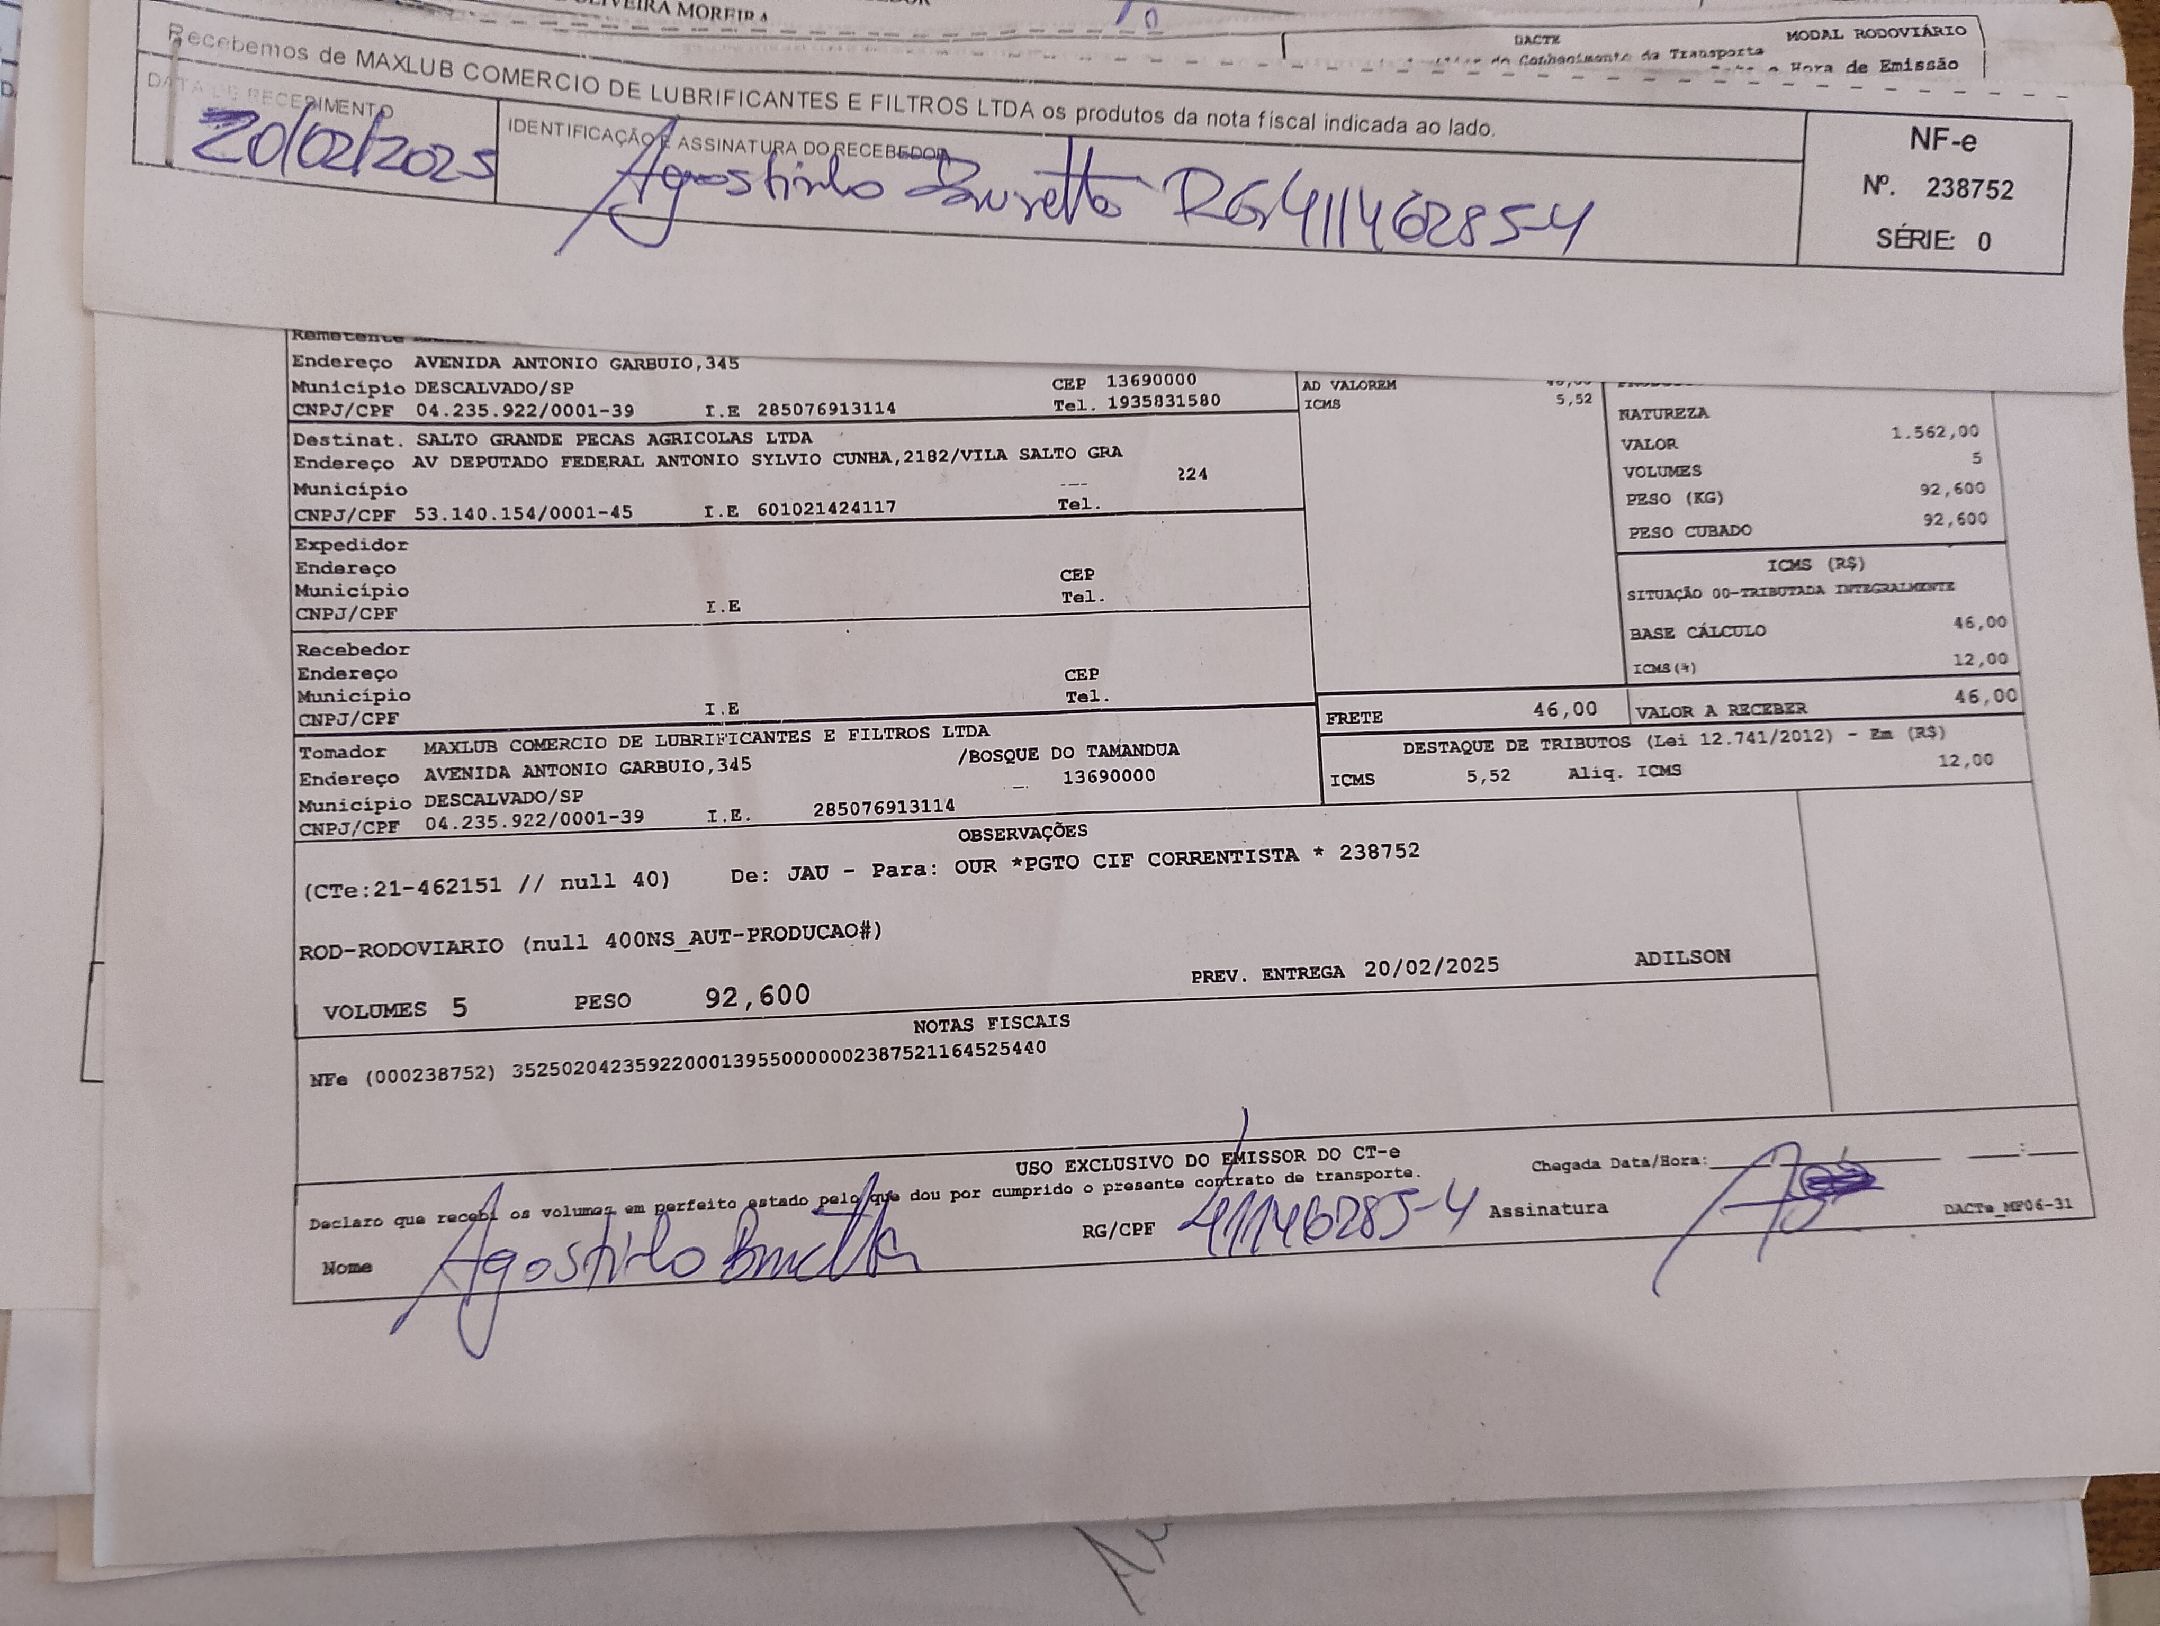 OLIVEIRA MOREIRA
DACTE
MODAL RODOVIÁRIO
do Conhecimento da Transporte
Hora de Emissão
Recebemos de MAXLUB COMERCIO DE LUBRIFICANTES E FILTROS LTDA os produtos da nota fiscal indicada ao lado.
DATA DE RECEBIMENTO
20/02/2025
IDENTIFICAÇÃO E ASSINATURA DO RECEBEDOR
Agostinho RG 41146285-4
NF-e
Nº. 238752
SÉRIE: 0
Remetente
Endereço AVENIDA ANTONIO GARBUIO,345
Município DESCALVADO/SP CEP 13690000
CNPJ/CPF 04.235.922/0001-39 I.E 285076913114 Tel. 1935831580
AD VALOREM
ICMS 5,52
Destinat. SALTO GRANDE PECAS AGRICOLAS LTDA
Endereço AV DEPUTADO FEDERAL ANTONIO SYLVIO CUNHA,2182/VILA SALTO GRA
Município 224
CNPJ/CPF 53.140.154/0001-45 I.E 601021424117 Tel.
NATUREZA
VALOR 1.562,00
VOLUMES 5
PESO (KG) 92,600
PESO CUBADO 92,600
Expedidor
Endereço
Município CEP
CNPJ/CPF I.E Tel.
ICMS (R$)
SITUAÇÃO 00-TRIBUTADA INTEGRALMENTE
BASE CÁLCULO 46,00
ICMS(%) 12,00
Recebedor
Endereço
Município CEP
CNPJ/CPF I.E Tel.
FRETE 46,00 VALOR A RECEBER 46,00
Tomador MAXLUB COMERCIO DE LUBRIFICANTES E FILTROS LTDA
Endereço AVENIDA ANTONIO GARBUIO,345 /BOSQUE DO TAMANDUA
Município DESCALVADO/SP 13690000
CNPJ/CPF 04.235.922/0001-39 I.E. 285076913114
DESTAQUE DE TRIBUTOS (Lei 12.741/2012) - Em (R$)
ICMS 5,52 Aliq. ICMS 12,00
OBSERVAÇÕES
(CTe:21-462151 // null 40) De: JAU - Para: OUR *PGTO CIF CORRENTISTA * 238752
ROD-RODOVIARIO (null 400NS_AUT-PRODUCAO#)
VOLUMES 5 PESO 92,600 PREV. ENTREGA 20/02/2025 ADILSON
NOTAS FISCAIS
NFe (000238752) 35250204235922000139550000002387521164525440
USO EXCLUSIVO DO EMISSOR DO CT-e
Declaro que recebi os volumes em perfeito estado pelo que dou por cumprido o presente contrato de transporte.
Chegada Data/Hora:
Nome Agostinho RG/CPF 41146285-4 Assinatura
DACTe_MF06-31